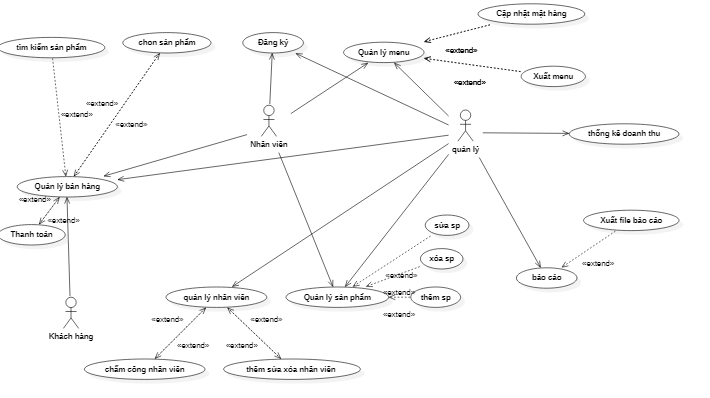 Cập nhật mặt hàng
tìm kiếm sản phẩm
chon sản phẩm
Đăng ký
Quản lý menu
«extend»
Xuất menu
«extend»
«extend»
«extend»
«extend»
Nhân viên
quản lý
thống kê doanh thu
Quản lý bán hàng
«extend»
«extend»
Thanh toán
sửa sp
Xuất file báo cáo
xóa sp
«extend»
«extend»
báo cáo
quản lý nhân viên
Quản lý sản phẩm
«extend»
thêm sp
«extend»
«extend»
«extend»
Khách hàng
«extend»
«extend»
chấm công nhân viên
thêm sửa xóa nhân viên